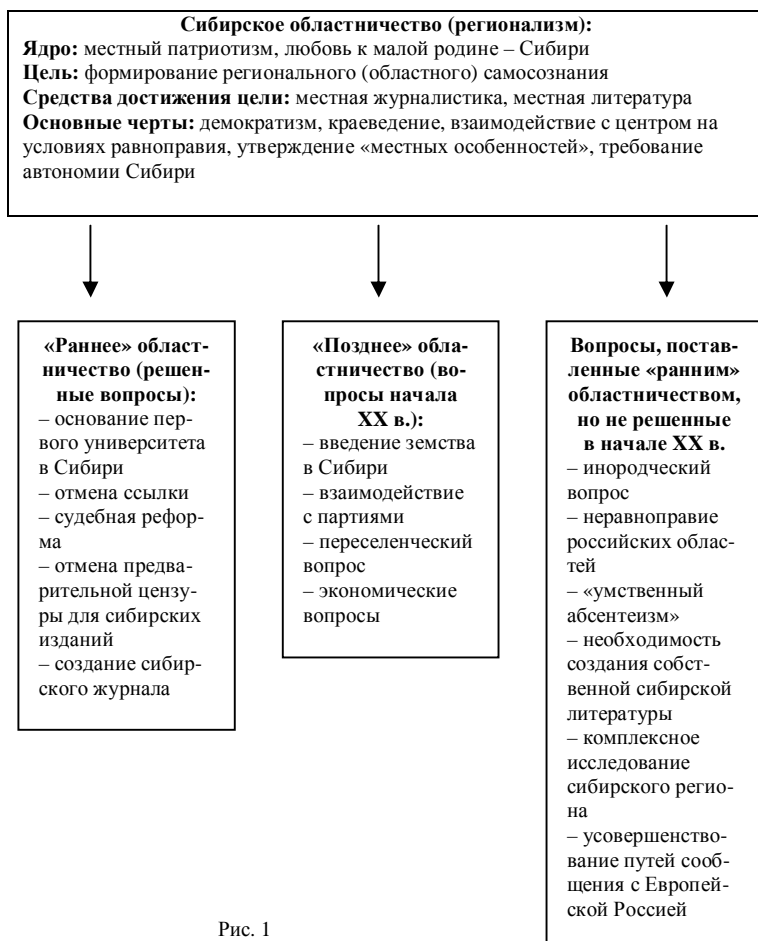 Сибирское областничество (регионализм):
Ядро: местный патриотизм, любовь к малой родине – Сибири
Цель: формирование регионального (областного) самосознания
Средства достижения цели: местная журналистика, местная литература
Основные черты: демократизм, краеведение, взаимодействие с центром на
условиях равноправия, утверждение «местных особенностей», требование
автономии Сибири
«Раннее» област-
ничество (решен-
ные вопросы):
– основание пер-
вого университета
в Сибири
– отмена ссылки
– судебная рефор-
ма
– отмена предва-
рительной цензу-
ры для сибирских
изданий
– создание сибир-
ского журнала
«Позднее» обла-
стничество (во-
просы начала
XX в.):
– введение земства
в Сибири
– взаимодействие
с партиями
– переселенческий
вопрос
– экономические
вопросы
Вопросы, постав-
ленные «ранним»
областничеством,
но не решенные
в начале XX в.
– инородческий
вопрос
– неравноправие
российских облас-
тей
– «умственный
абсентеизм»
– необходимость
создания собст-
венной сибирской
литературы
– комплексное
исследование
сибирского регио-
на
– усовершенство-
вание путей сооб-
щения с Европей-
ской Россией
Рис. 1